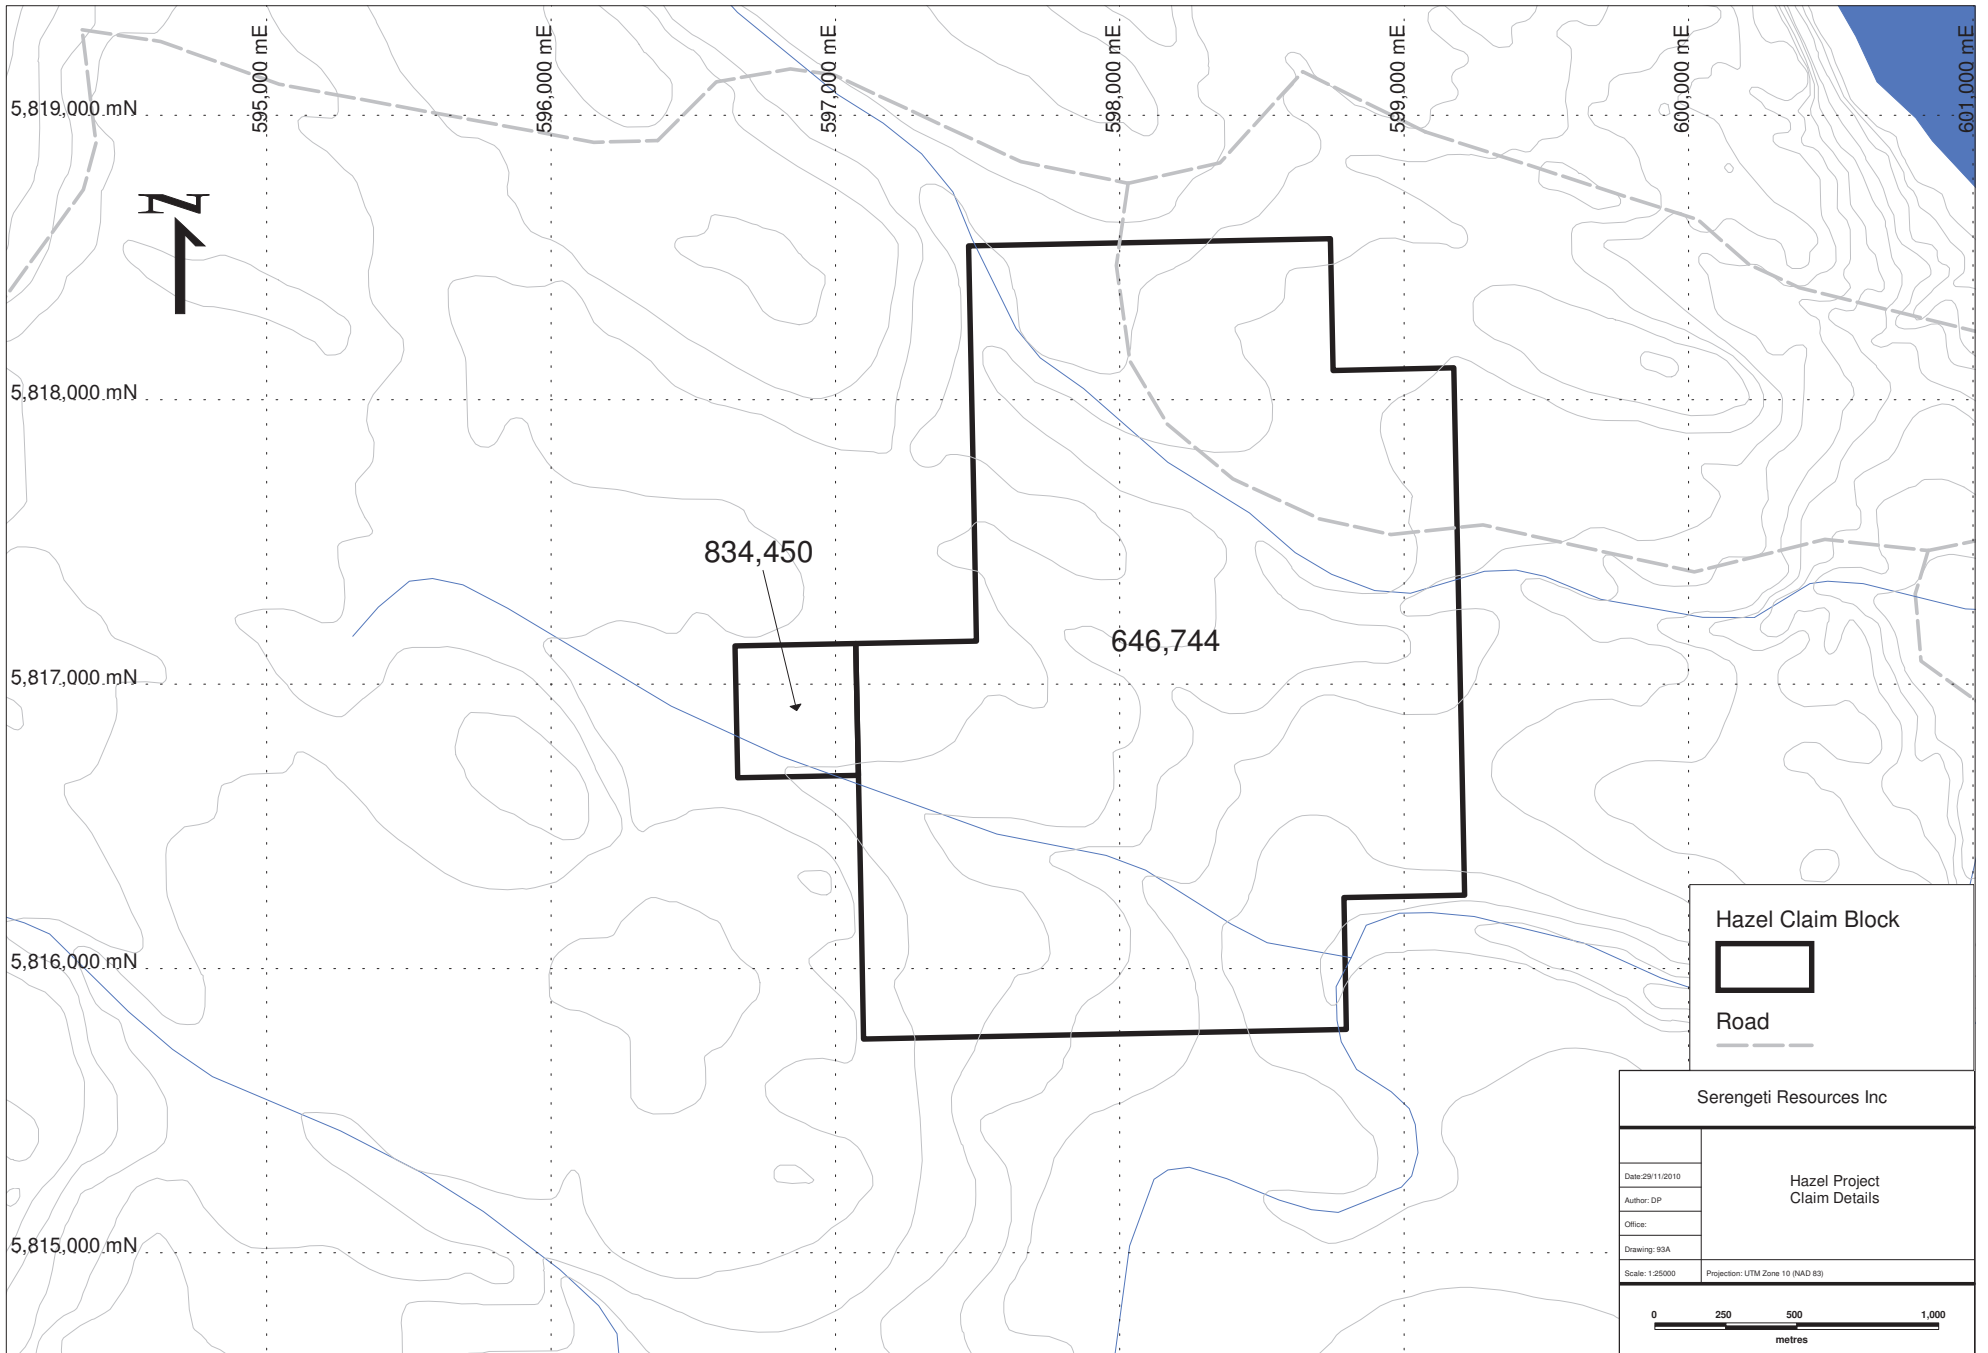 595,000 mE
596,000 mE
597,000 mE
598,000 mE
599,000 mE
600,000 mE
601,000 mE
5,819,000 mN
N
5,818,000 mN
834,450
646,744
5,817,000 mN
5,816,000 mN
5,815,000 mN
Hazel Claim Block
Road
Serengeti Resources Inc
Date:29/11/2010
Author: DP
Office:
Drawing: 93A
Scale: 1:25000
Hazel Project
Claim Details
Projection: UTM Zone 10 (NAD 83)
0 250 500 1,000
metres